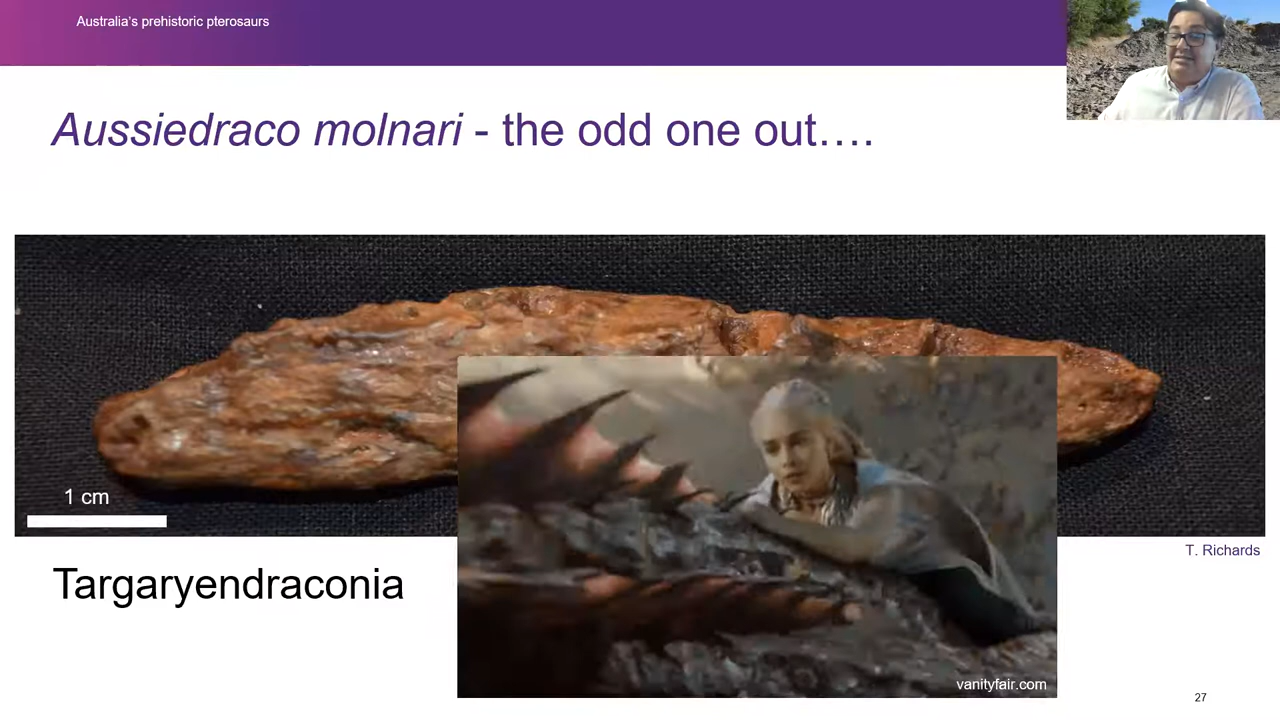 Australia's prehistoric pterosaurs
Aussiedraco molnari - the odd one out….
1 cm
T. Richards
Targaryendraconia
vanityfair.com
27